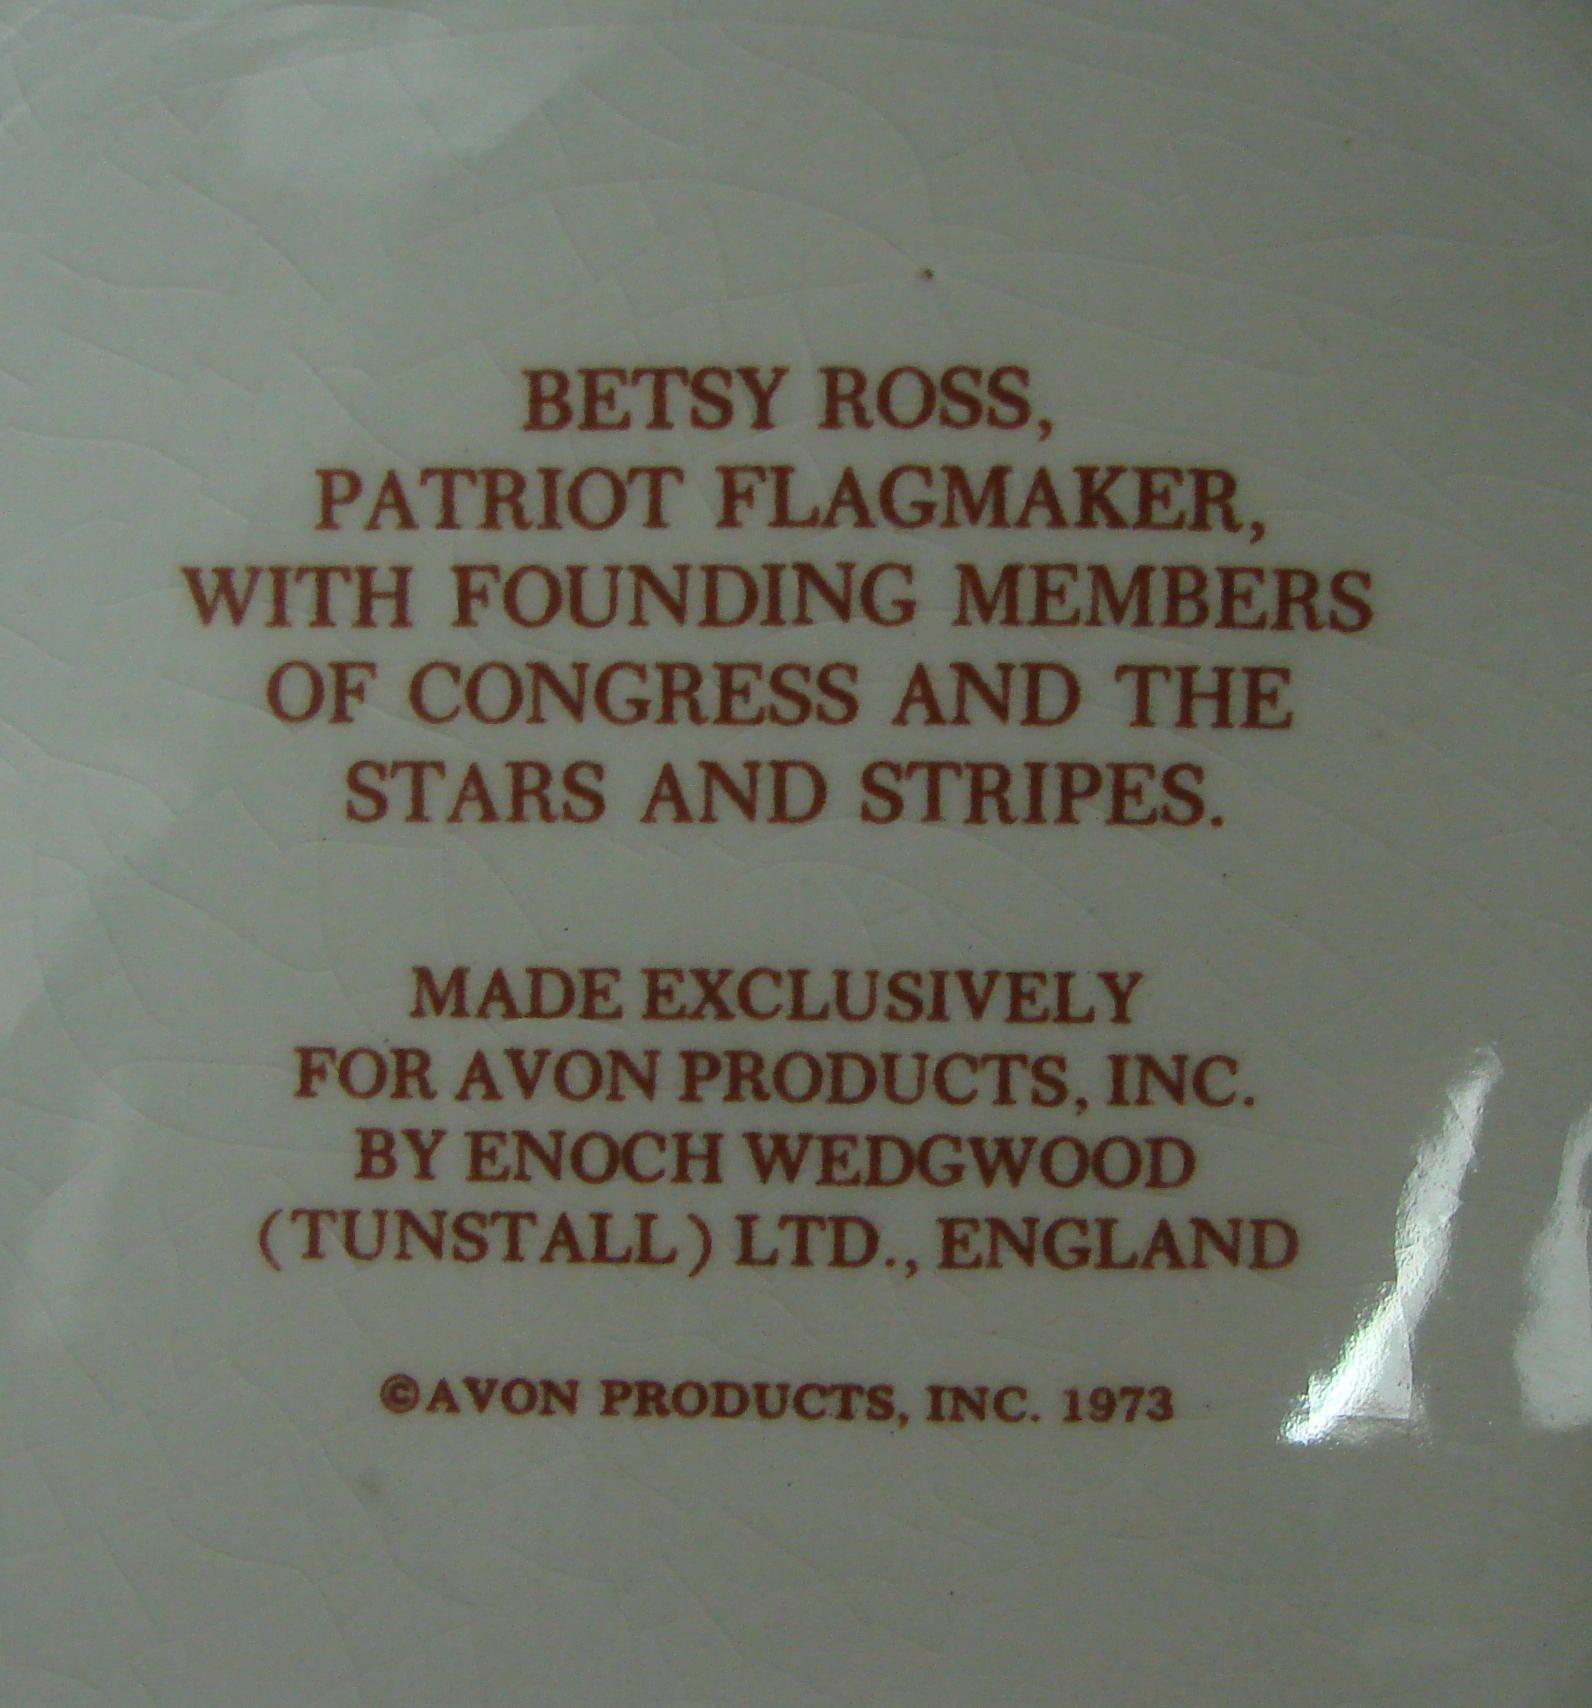 BETSY ROSS,
PATRIOT FLAGMAKER,
WITH FOUNDING MEMBERS
OF CONGRESS AND THE
STARS AND STRIPES.
MADE EXCLUSIVELY
FOR AVON PRODUCTS, INC.
BY ENOCH WEDGWOOD
(TUNSTALL) LTD., ENGLAND
©AVON PRODUCTS, INC. 1973